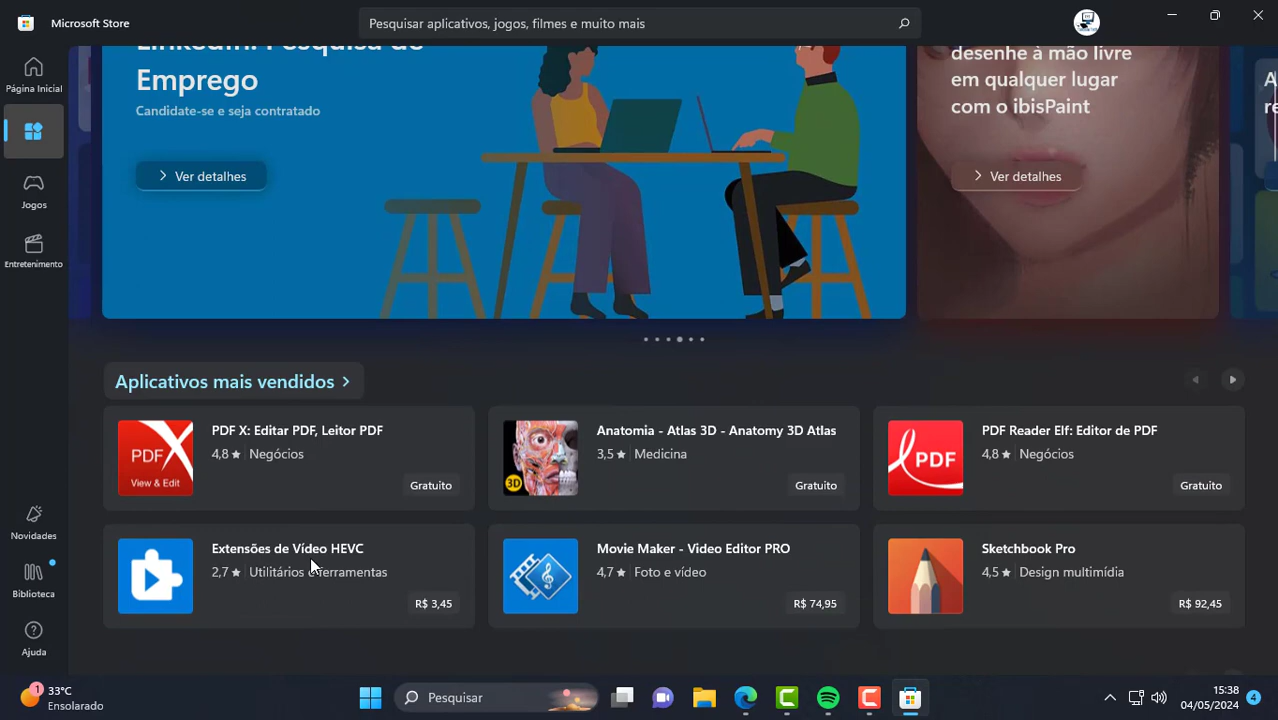 Microsoft Store
Pesquisar aplicativos, jogos, filmes e muito mais
Página Inicial
Jogos
Entretenimento
Novidades
Biblioteca
Ajuda
LinkedIn: Pesquisa de
Emprego
Candidate-se e seja contratado
Ver detalhes
desenhe à mão livre
em qualquer lugar
com o ibisPaint
Ver detalhes
Aplicativos mais vendidos
PDF X: Editar PDF, Leitor PDF
4,8 ★ Negócios
Gratuito
PDF X
View & Edit
Anatomia - Atlas 3D - Anatomy 3D Atlas
3,5 ★ Medicina
Gratuito
3D
PDF Reader Elf: Editor de PDF
4,8 ★ Negócios
Gratuito
PDF
Extensões de Vídeo HEVC
2,7 ★ Utilitários e ferramentas
R$ 3,45
Movie Maker - Video Editor PRO
4,7 ★ Foto e vídeo
R$ 74,95
Sketchbook Pro
4,5 ★ Design multimídia
R$ 92,45
1
33°C
Ensolarado
Pesquisar
15:38
04/05/2024
4